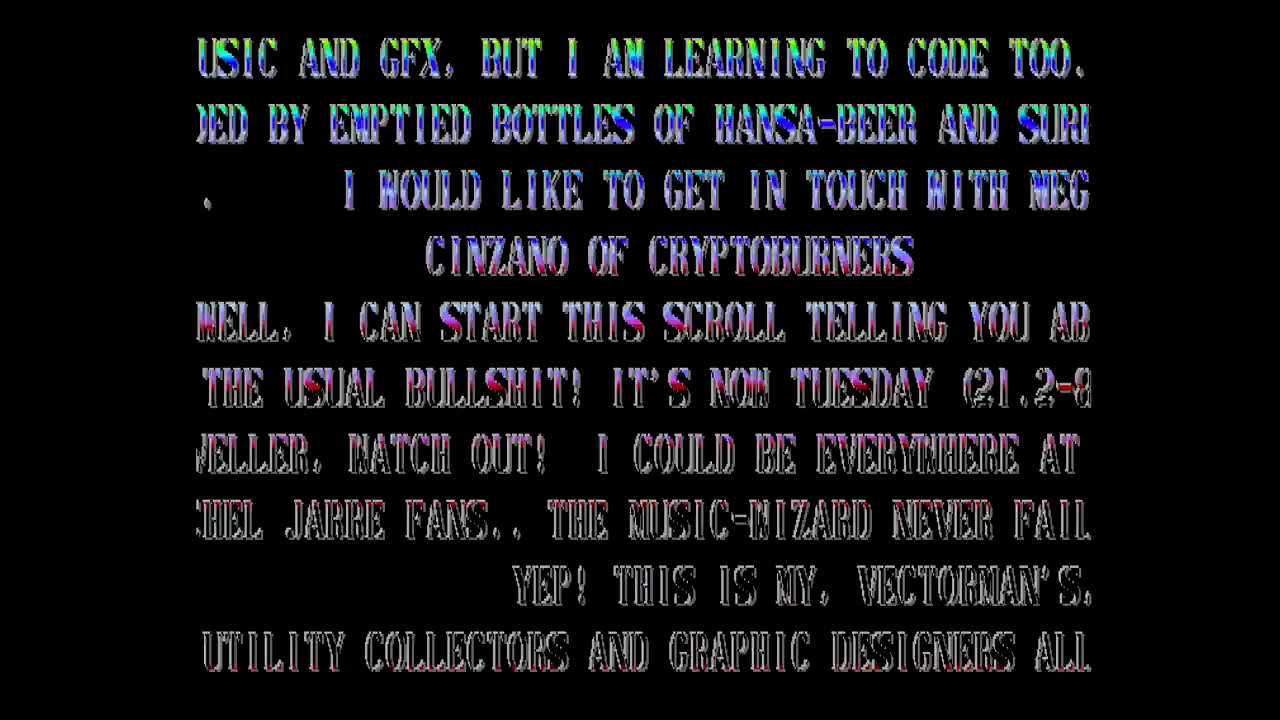 USIC AND GFX, BUT I AM LEARNING TO CODE TOO.
DED BY EMPTIED BOTTLES OF HANSA-BEER AND SURR
. I WOULD LIKE TO GET IN TOUCH WITH MEG
CINZANO OF CRYPTOBURNERS
WELL, I CAN START THIS SCROLL TELLING YOU AB
THE USUAL BULLSHIT! IT'S NOW TUESDAY (21.2-8
VELLER, WATCH OUT! I COULD BE EVERYWHERE AT
CHEL JARRE FANS.. THE MUSIC-WIZARD NEVER FAIL
YEP! THIS IS MY, VECTORMAN'S,
UTILITY COLLECTORS AND GRAPHIC DESIGNERS ALL